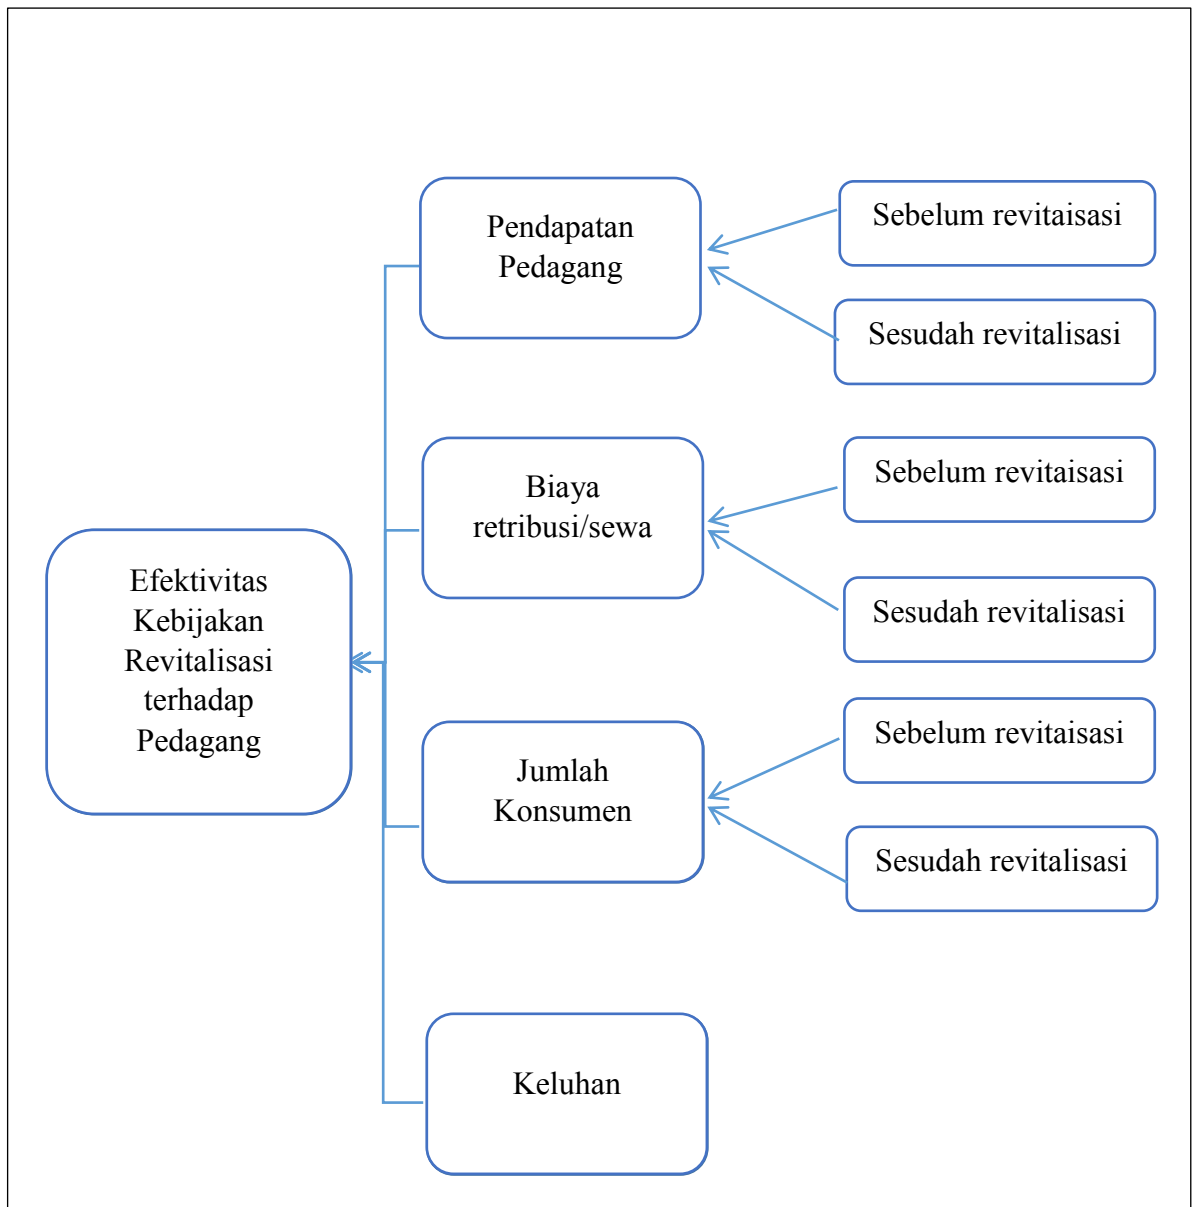 Pendapatan
Pedagang
Sebelum revitaisasi
Sesudah revitalisasi
Biaya
retribusi/sewa
Sebelum revitaisasi
Sesudah revitalisasi
Efektivitas
Kebijakan
Revitalisasi
terhadap
Pedagang
Jumlah
Konsumen
Sebelum revitaisasi
Sesudah revitalisasi
Keluhan